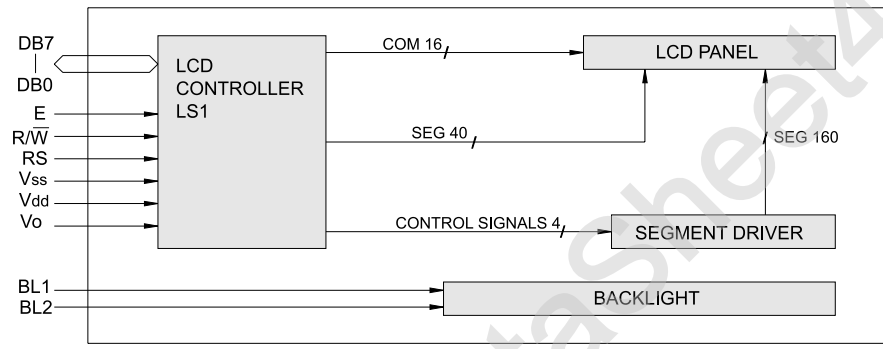 DB7
DB0
E
R/W̅
RS
Vss
Vdd
Vo
BL1
BL2
LCD
CONTROLLER
LS1
COM 16
SEG 40
CONTROL SIGNALS 4
LCD PANEL
SEG 160
SEGMENT DRIVER
BACKLIGHT